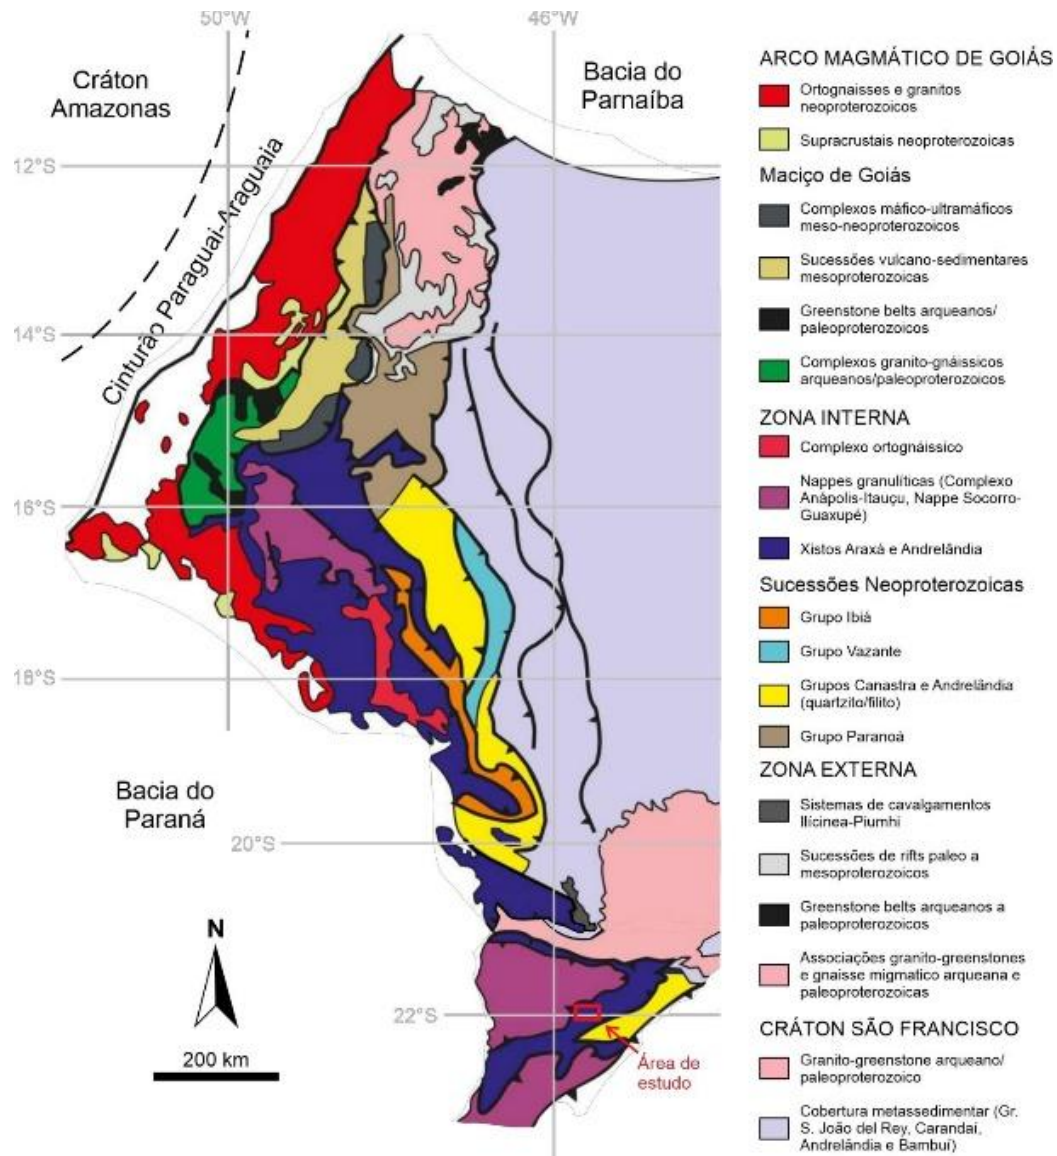 50°W
46°W
Cráton
Amazonas
Bacia do
Parnaíba
12°S
Cinturão Paraguai-Araguaia
14°S
16°S
18°S
Bacia do
Paraná
20°S
N
22°S
200 km
Área de
estudo
ARCO MAGMÁTICO DE GOIÁS
Ortognaisses e granitos
neoproterozoicos
Supracrustais neoproterozoicas
Maciço de Goiás
Complexos máfico-ultramáficos
meso-neoproterozoicos
Sucessões vulcano-sedimentares
mesoproterozoicas
Greenstone belts arqueanos/
paleoproterozoicos
Complexos granito-gnáissicos
arqueanos/paleoproterozoicos
ZONA INTERNA
Complexo ortognáissico
Nappes granulíticas (Complexo
Anápolis-Itauçu, Nappe Socorro-
Guaxupé)
Xistos Araxá e Andrelândia
Sucessões Neoproterozoicas
Grupo Ibiá
Grupo Vazante
Grupos Canastra e Andrelândia
(quartzito/filito)
Grupo Paranoá
ZONA EXTERNA
Sistemas de cavalgamentos
Ilícinea-Piumhi
Sucessões de rifts paleo a
mesoproterozoicos
Greenstone belts arqueanos a
paleoproterozoicos
Associações granito-greenstones
e gnaisse migmatico arqueana e
paleoproterozoicas
CRÁTON SÃO FRANCISCO
Granito-greenstone arqueano/
paleoproterozoico
Cobertura metassedimentar (Gr.
S. João del Rey, Carandaí,
Andrelândia e Bambuí)